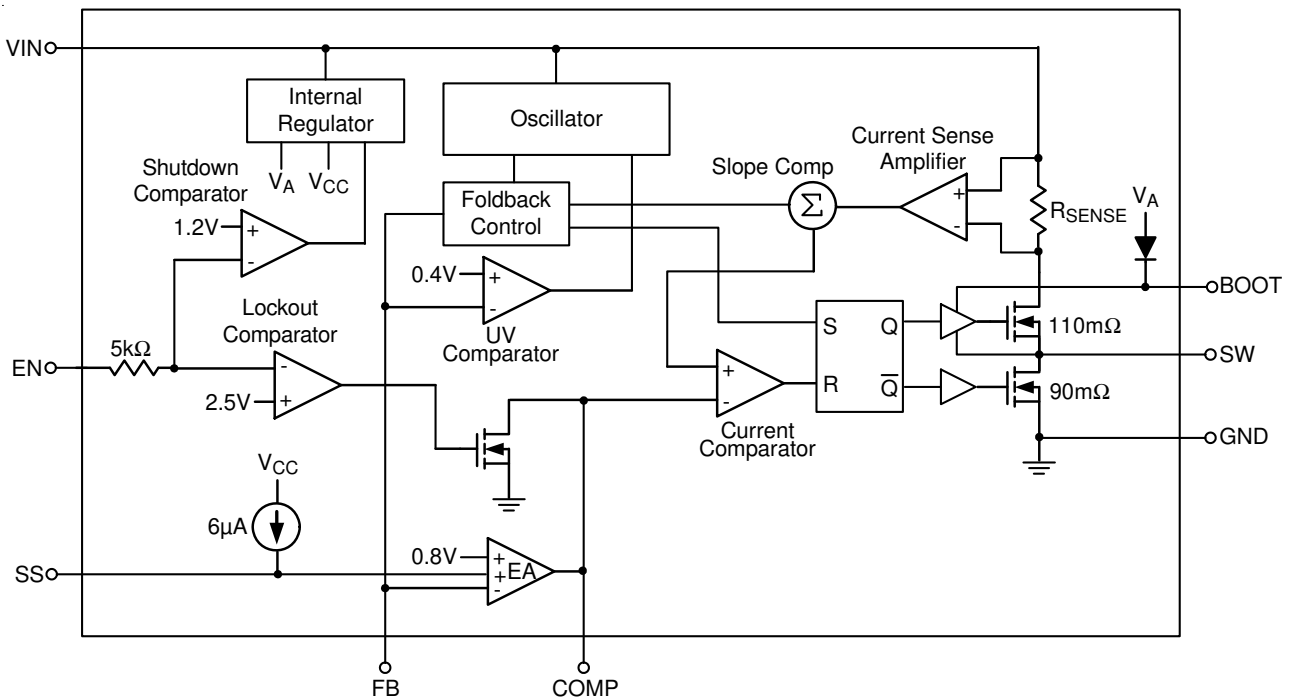 VIN
Internal
Regulator
Oscillator
Current Sense
Amplifier
Slope Comp
Shutdown
Comparator
VA
VCC
Foldback
Control
Σ
+
-
RSENSE
VA
1.2V
+
-
0.4V
+
-
UV
Comparator
BOOT
Lockout
Comparator
S
Q
R
Q̅
110mΩ
SW
5kΩ
EN
-
+
2.5V
+
-
Current
Comparator
90mΩ
GND
VCC
6µA
0.8V
+
+
-
EA
SS
FB
COMP